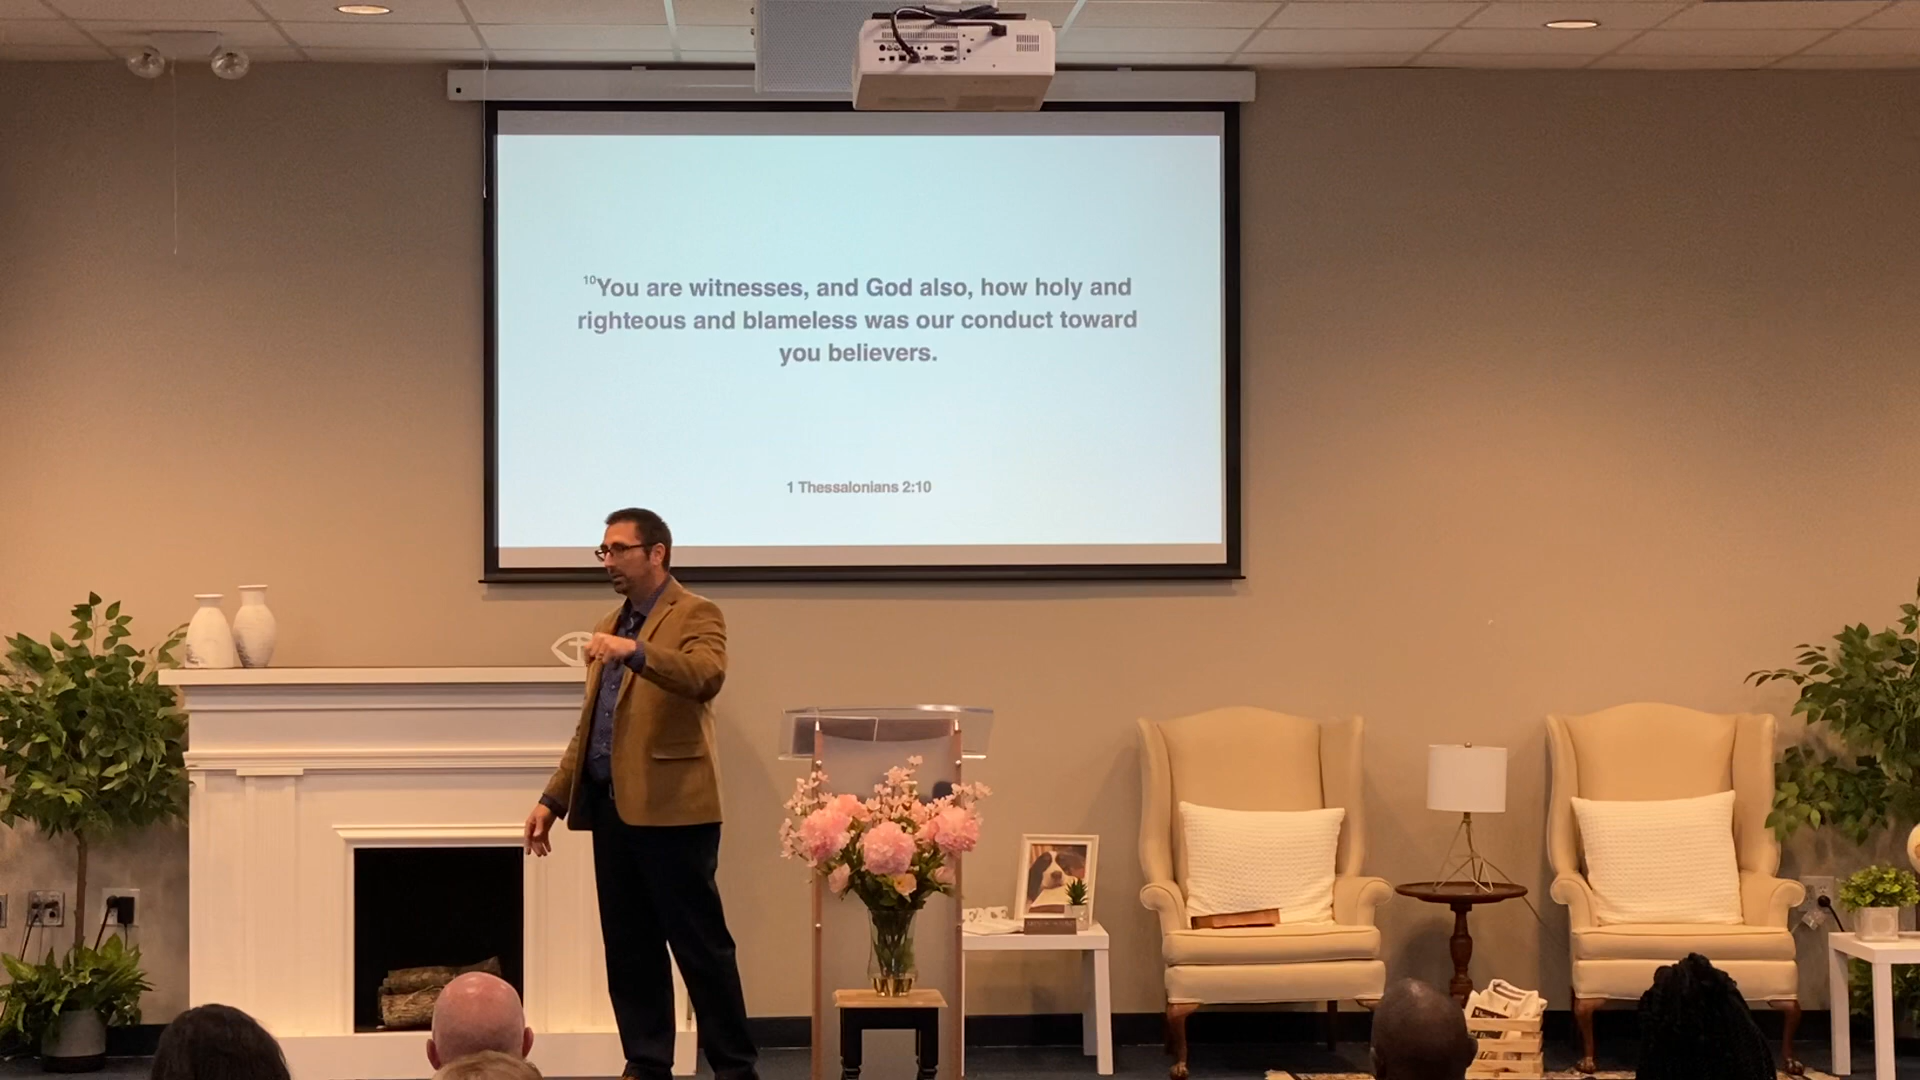 ¹⁰You are witnesses, and God also, how holy and
righteous and blameless was our conduct toward
you believers.
1 Thessalonians 2:10